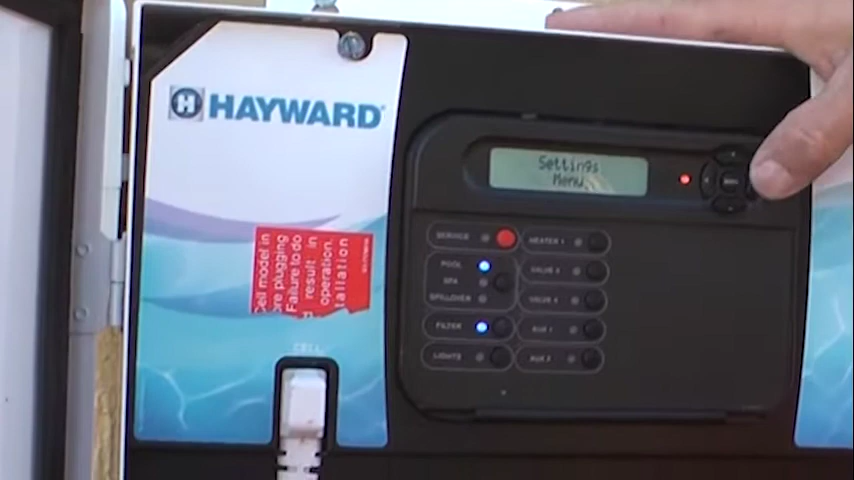 HAYWARD
Settings
Menu
Cell model in
re plugging
Failure to do
result in
operation.
tallation
SERVICE
POOL
SPA
SPILLOVER
FILTER
LIGHTS
HEATER 1
VALVE 3
VALVE 4
AUX 1
AUX 2
CELL